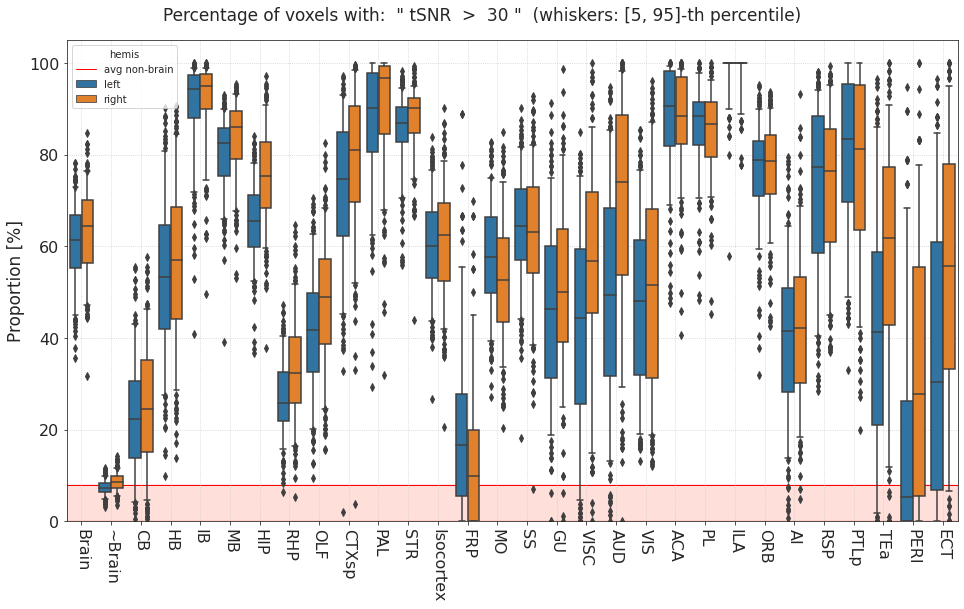 Percentage of voxels with:  " tSNR  >  30 "  (whiskers: [5, 95]-th percentile)
hemis
avg non-brain
left
right
Proportion [%]
100
80
60
40
20
0
Brain
~Brain
CB
HB
IB
MB
HIP
RHP
OLF
CTXsp
PAL
STR
Isocortex
FRP
MO
SS
GU
VISC
AUD
VIS
ACA
PL
ILA
ORB
AI
RSP
PTLp
TEa
PERI
ECT